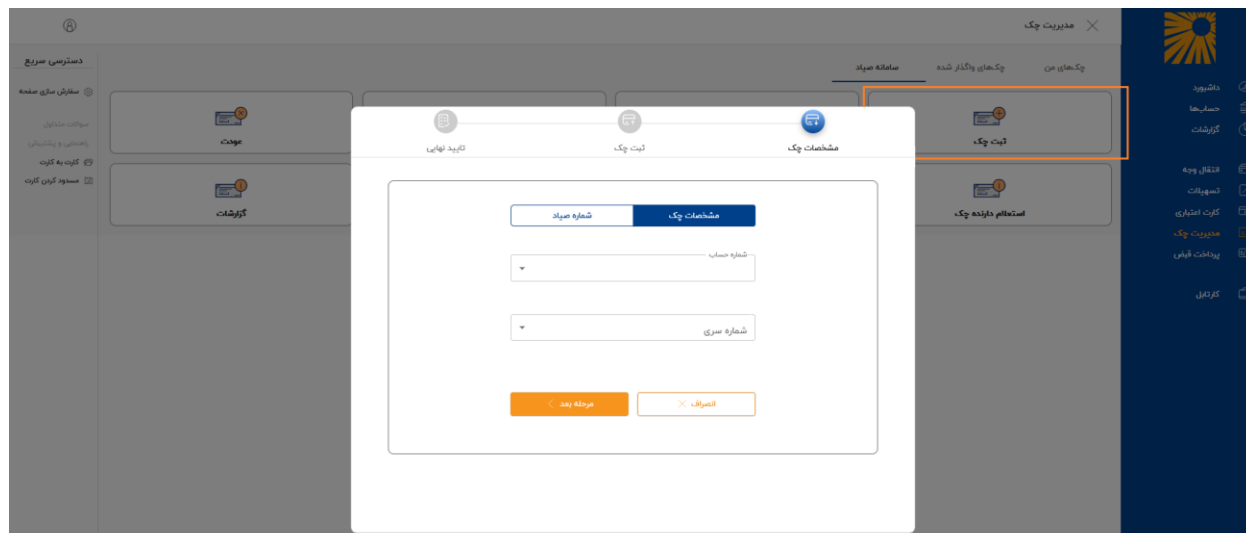 مدیریت چک
چک‌های من
چک‌های واگذار شده
سامانه صیاد
ثبت چک
عودت
استعلام دارنده چک
گزارشات
مشخصات چک
ثبت چک
تایید نهایی
مشخصات چک
شماره صیاد
شماره حساب
شماره سری
انصراف
مرحله بعد
داشبورد
حساب‌ها
گزارشات
انتقال وجه
تسهیلات
کارت اعتباری
مدیریت چک
پرداخت قبض
کارتابل
دسترسی سریع
سفارش سازی صفحه
سوالات متداول
راهنمایی و پشتیبانی
کارت به کارت
مسدود کردن کارت